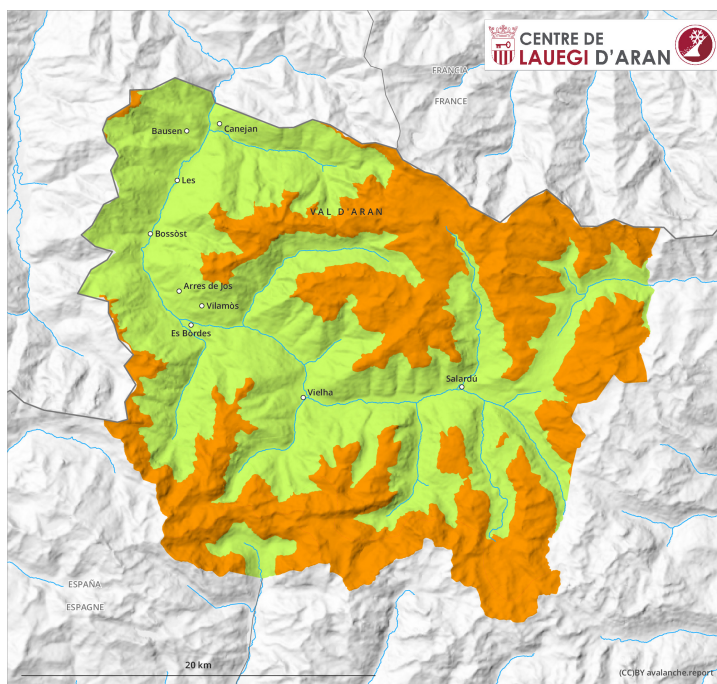 CENTRE DE
LAUEGI D'ARAN
FRANCIA
FRANCE
Bausen
Canejan
Les
VAL D'ARAN
Bossòst
Arres de Jos
Vilamòs
Es Bòrdes
Salardú
Vielha
ESPAÑA
ESPAGNE
20 km
(CC)BY avalanche.report